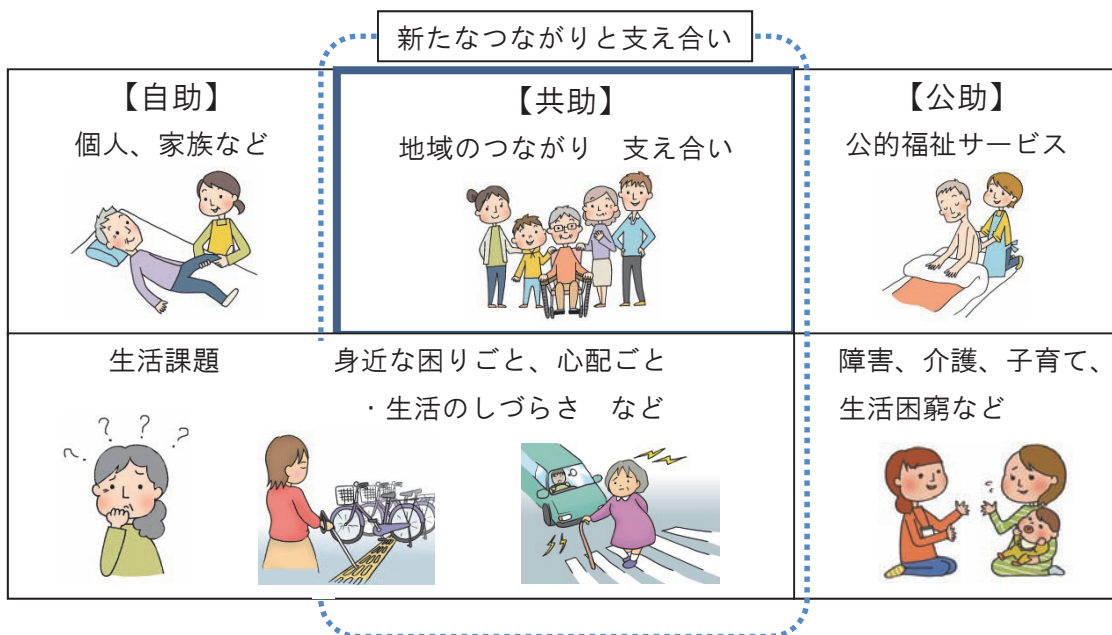 新たなつながりと支え合い
【自助】
個人、家族など
【共助】
地域のつながり　支え合い
【公助】
公的福祉サービス
生活課題
身近な困りごと、心配ごと
・生活のしづらさ　など
障害、介護、子育て、
生活困窮など
? ? ? ?